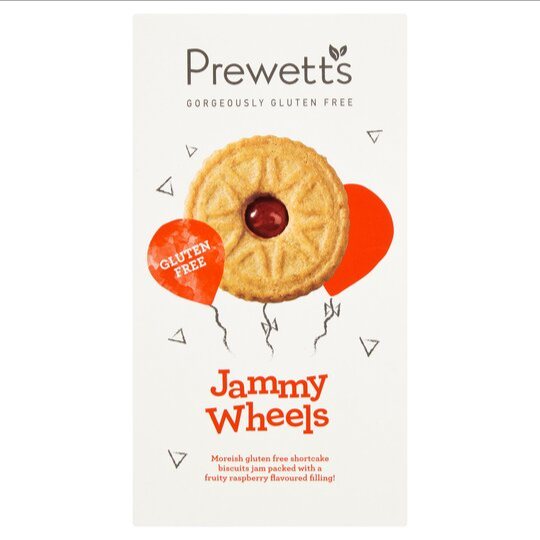 Prewett's
GORGEOUSLY GLUTEN FREE
GLUTEN
FREE
Jammy
Wheels
Moreish gluten free shortcake
biscuits jam packed with a
fruity raspberry flavoured filling!